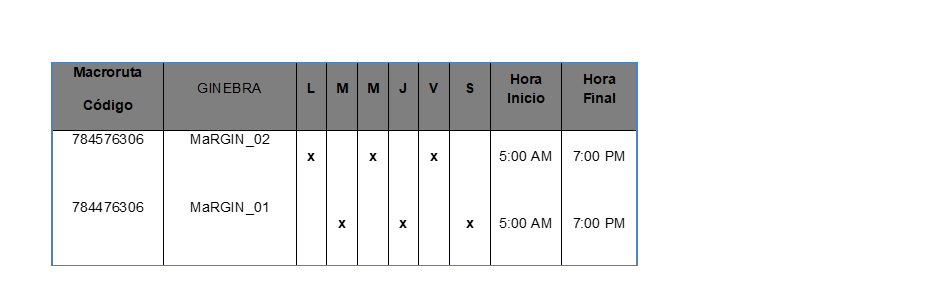 Macroruta
Código GINEBRA L M M J V S Hora Inicio Hora Final
784576306 MaRGIN_02 x x x 5:00 AM 7:00 PM
784476306 MaRGIN_01 x x x 5:00 AM 7:00 PM